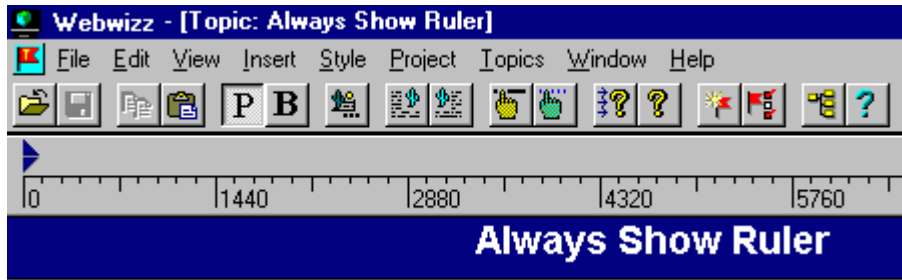 Webwizz - [Topic: Always Show Ruler]
File Edit View Insert Style Project Topics Window Help
P B ? ? ?
0 1440 2880 4320 5760
Always Show Ruler